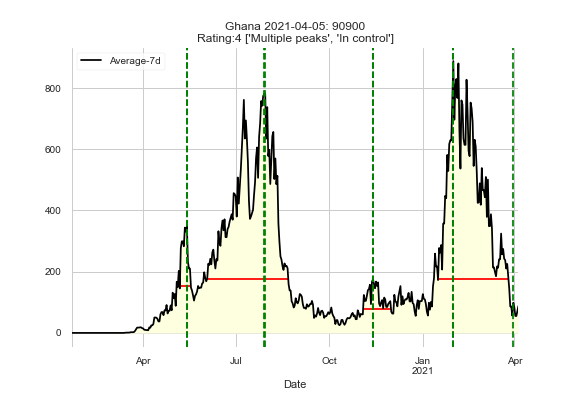 Ghana 2021-04-05: 90900
Rating:4 ['Multiple peaks', 'In control']
Average-7d
800
600
400
200
0
Apr
Jul
Oct
Jan
2021
Apr
Date